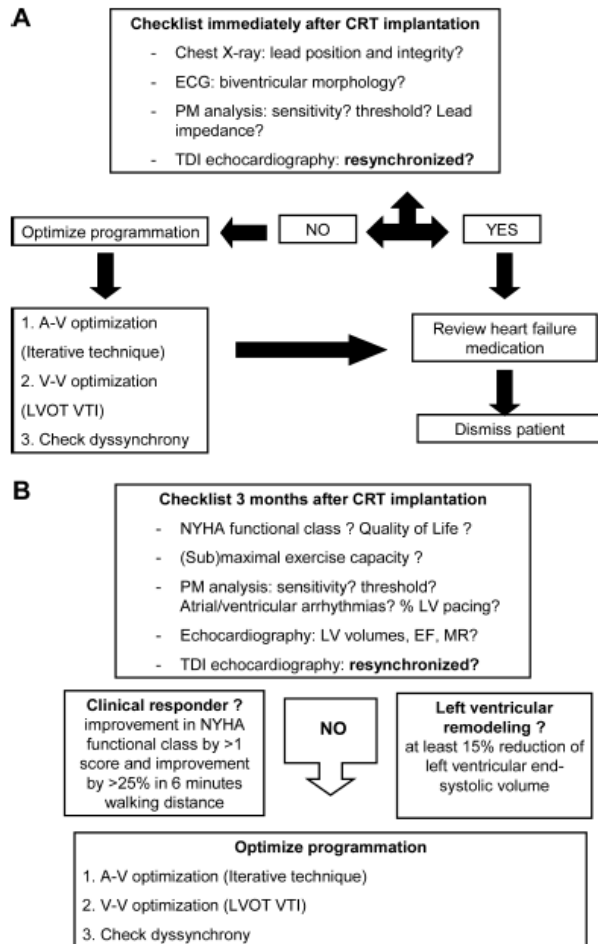 A
Checklist immediately after CRT implantation
- Chest X-ray: lead position and integrity?
- ECG: biventricular morphology?
- PM analysis: sensitivity? threshold? Lead
impedance?
- TDI echocardiography: resynchronized?
Optimize programmation
NO
YES
1. A-V optimization
(Iterative technique)
2. V-V optimization
(LVOT VTI)
3. Check dyssynchrony
Review heart failure
medication
Dismiss patient
B
Checklist 3 months after CRT implantation
- NYHA functional class ? Quality of Life ?
- (Sub)maximal exercise capacity ?
- PM analysis: sensitivity? threshold?
Atrial/ventricular arrhythmias? % LV pacing?
- Echocardiography: LV volumes, EF, MR?
- TDI echocardiography: resynchronized?
Clinical responder ?
improvement in NYHA
functional class by >1
score and improvement
by >25% in 6 minutes
walking distance
NO
Left ventricular
remodeling ?
at least 15% reduction of
left ventricular end-
systolic volume
Optimize programmation
1. A-V optimization (Iterative technique)
2. V-V optimization (LVOT VTI)
3. Check dyssynchrony